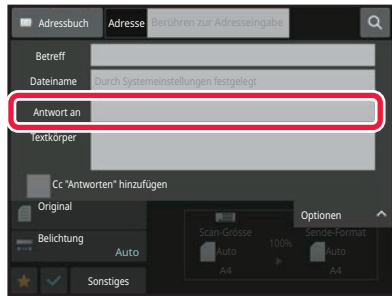 Adressbuch
Adresse
Berühren zur Adresseingabe
Betreff
Dateiname
Durch Systemeinstellungen festgelegt
Antwort an
Textkörper
Cc "Antworten" hinzufügen
Original
Optionen
Scan-Grösse
Sende-Format
Belichtung
Auto
100%
Auto
Auto
A4
A4
Sonstiges